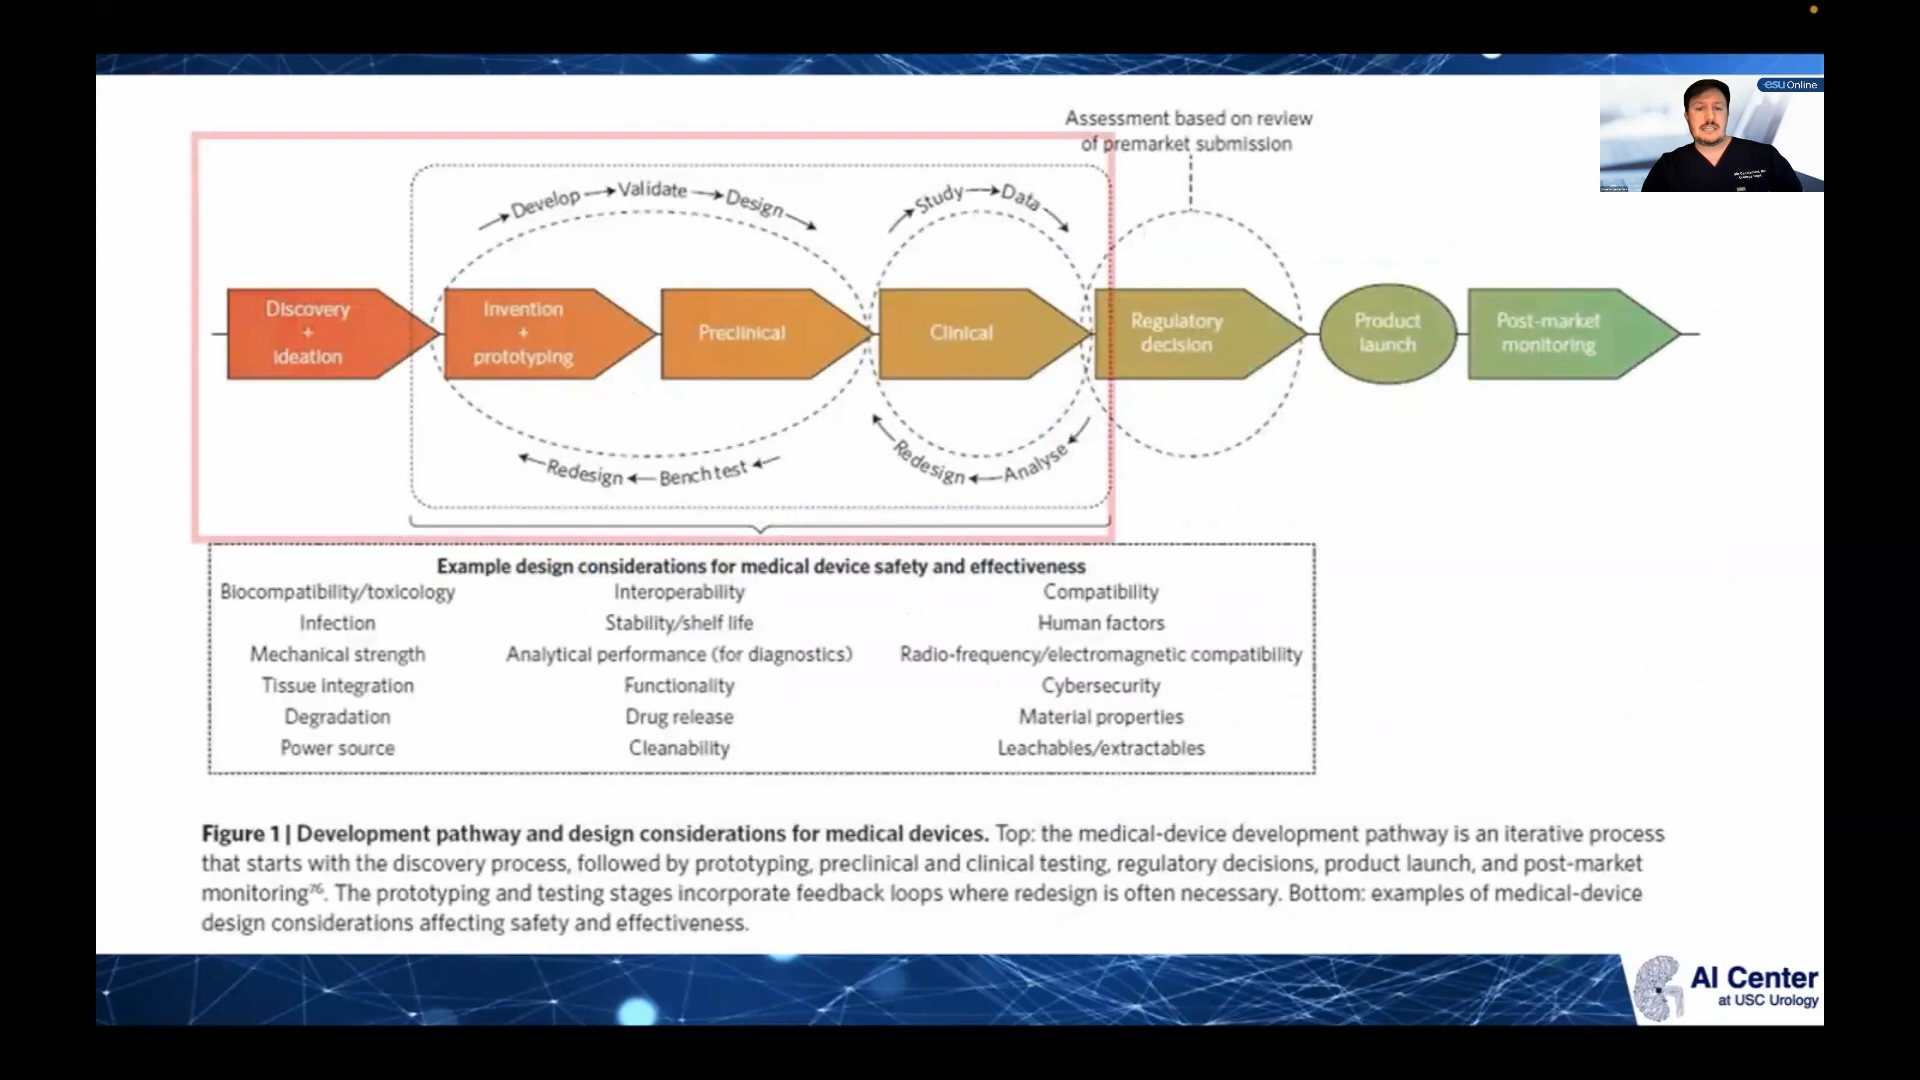 esu Online
Assessment based on review
of premarket submission
Develop
Validate
Design
Study
Data
Discovery
+
ideation
Invention
+
prototyping
Preclinical
Clinical
Regulatory
decision
Product
launch
Post-market
monitoring
Redesign
Bench test
Redesign
Analyse
Example design considerations for medical device safety and effectiveness
Biocompatibility/toxicology Interoperability Compatibility
Infection Stability/shelf life Human factors
Mechanical strength Analytical performance (for diagnostics) Radio-frequency/electromagnetic compatibility
Tissue integration Functionality Cybersecurity
Degradation Drug release Material properties
Power source Cleanability Leachables/extractables
Figure 1 | Development pathway and design considerations for medical devices. Top: the medical-device development pathway is an iterative process
that starts with the discovery process, followed by prototyping, preclinical and clinical testing, regulatory decisions, product launch, and post-market
monitoring⁷⁶. The prototyping and testing stages incorporate feedback loops where redesign is often necessary. Bottom: examples of medical-device
design considerations affecting safety and effectiveness.
AI Center
at USC Urology